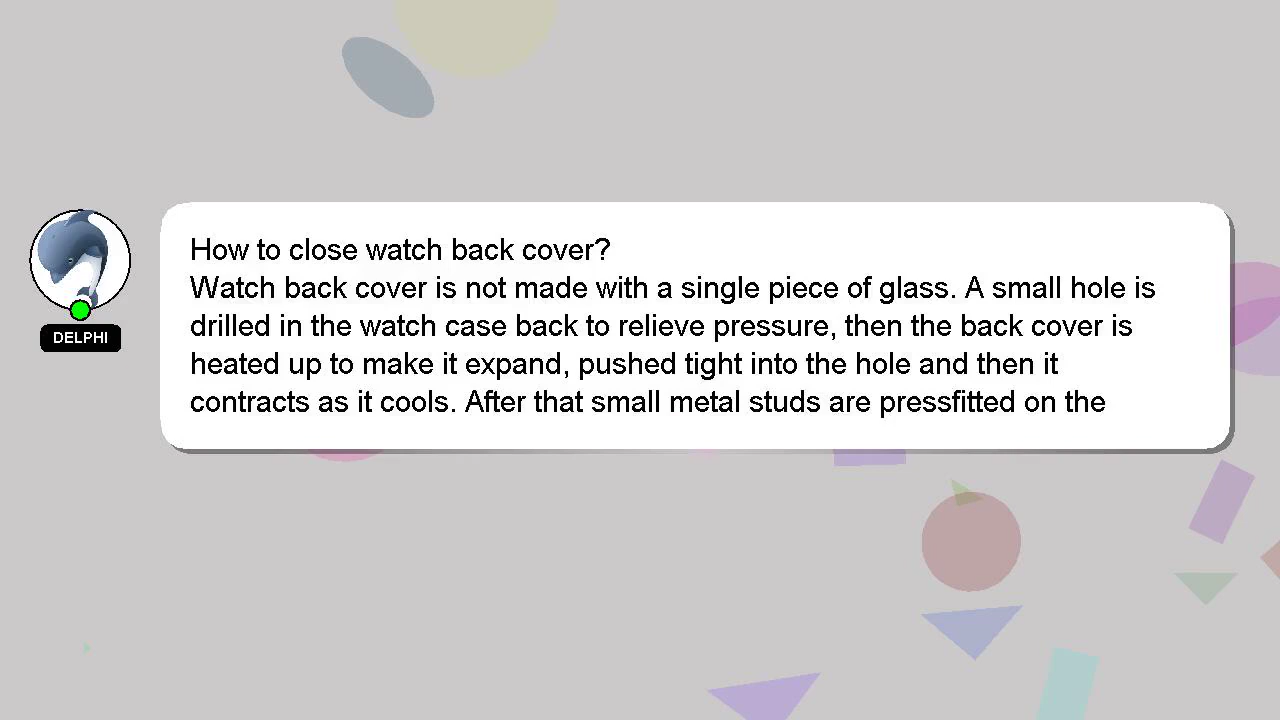 How to close watch back cover?
Watch back cover is not made with a single piece of glass. A small hole is
drilled in the watch case back to relieve pressure, then the back cover is
heated up to make it expand, pushed tight into the hole and then it
contracts as it cools. After that small metal studs are pressfitted on the
DELPHI